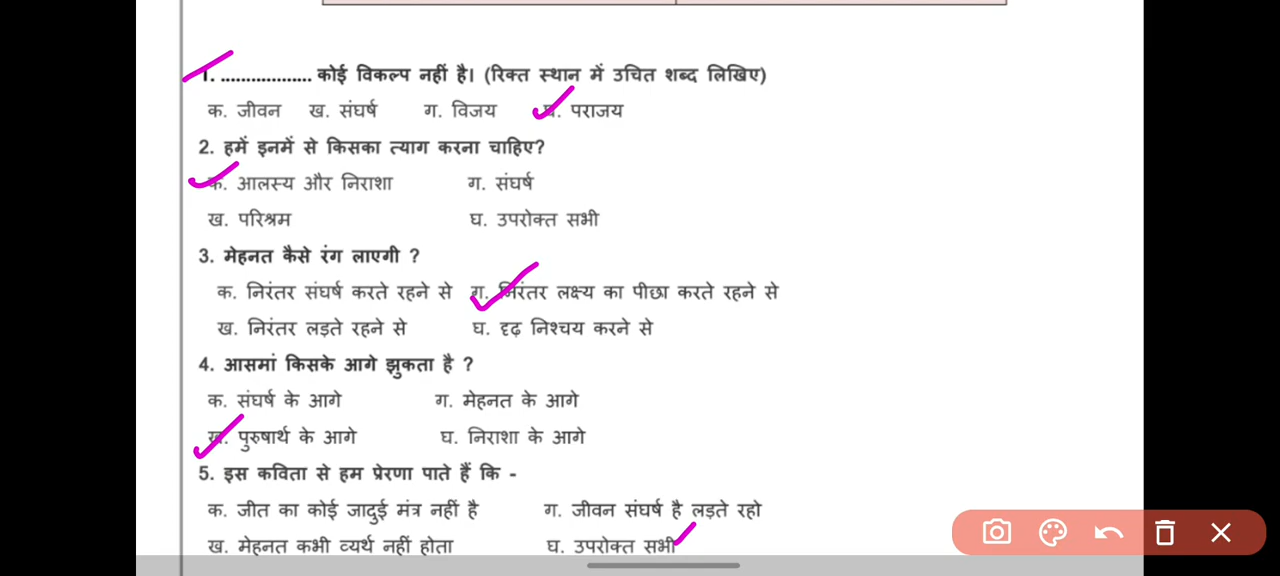 1. .................. कोई विकल्प नहीं है। (रिक्त स्थान में उचित शब्द लिखिए)
क. जीवन ख. संघर्ष ग. विजय घ. पराजय
2. हमें इनमें से किसका त्याग करना चाहिए?
क. आलस्य और निराशा ग. संघर्ष
ख. परिश्रम घ. उपरोक्त सभी
3. मेहनत कैसे रंग लाएगी ?
क. निरंतर संघर्ष करते रहने से ग. निरंतर लक्ष्य का पीछा करते रहने से
ख. निरंतर लड़ते रहने से घ. दृढ़ निश्चय करने से
4. आसमां किसके आगे झुकता है ?
क. संघर्ष के आगे ग. मेहनत के आगे
ख. पुरुषार्थ के आगे घ. निराशा के आगे
5. इस कविता से हम प्रेरणा पाते हैं कि -
क. जीत का कोई जादुई मंत्र नहीं है ग. जीवन संघर्ष है लड़ते रहो
ख. मेहनत कभी व्यर्थ नहीं होता घ. उपरोक्त सभी